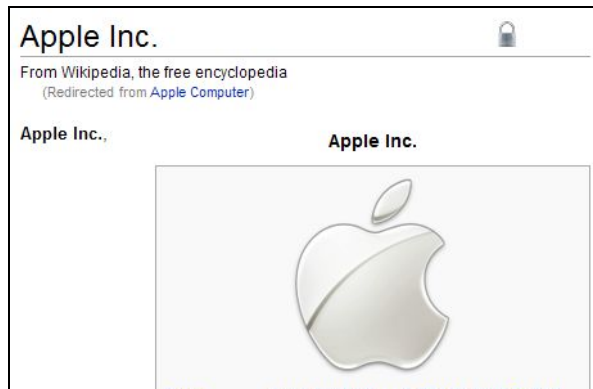 Apple Inc.
From Wikipedia, the free encyclopedia
(Redirected from Apple Computer)
Apple Inc.,
Apple Inc.